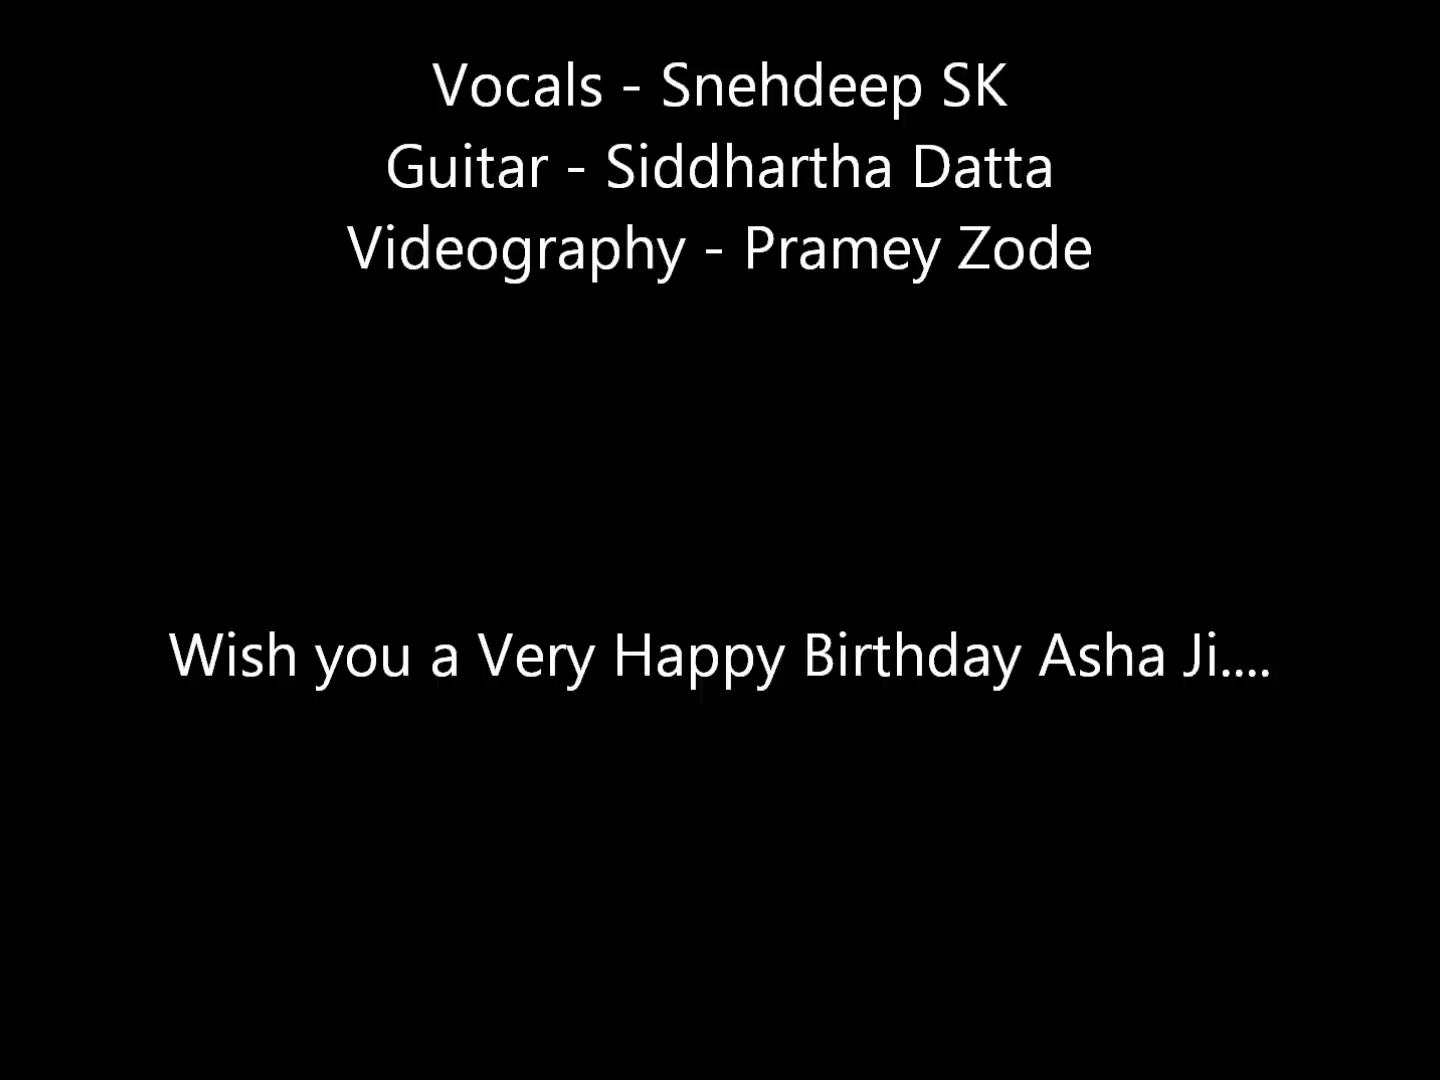 Vocals - Snehdeep SK
Guitar - Siddhartha Datta
Videography - Pramey Zode
Wish you a Very Happy Birthday Asha Ji....